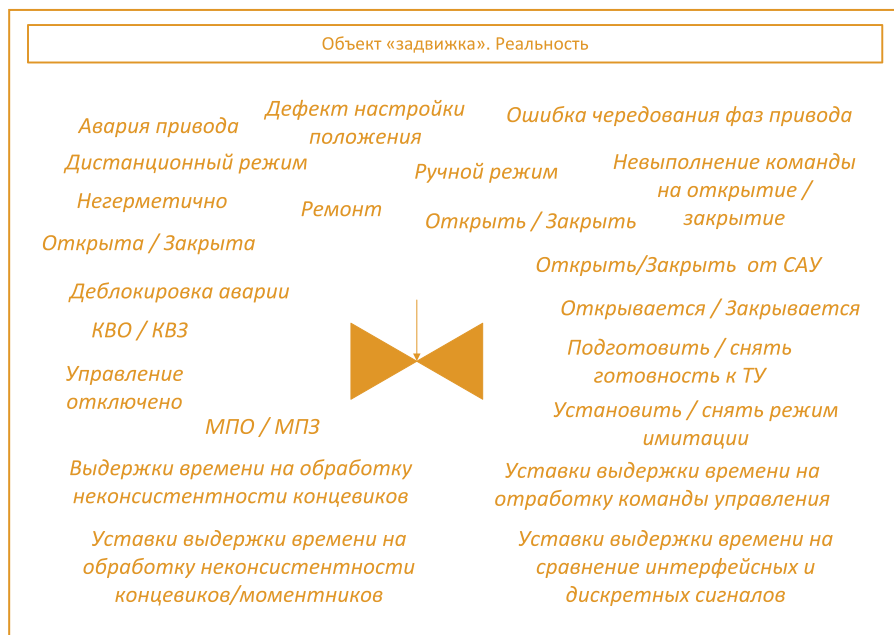 Объект «задвижка». Реальность
Авария привода
Дефект настройки
положения
Ошибка чередования фаз привода
Дистанционный режим
Ручной режим
Невыполнение команды
на открытие /
закрытие
Негерметично
Ремонт
Открыть / Закрыть
Открыта / Закрыта
Открыть/Закрыть от САУ
Деблокировка аварии
Открывается / Закрывается
КВО / КВЗ
Подготовить / снять
готовность к ТУ
Управление
отключено
Установить / снять режим
имитации
МПО / МПЗ
Выдержки времени на обработку
неконсистентности концевиков
Уставки выдержки времени на
отработку команды управления
Уставки выдержки времени на
обработку неконсистентности
концевиков/моментников
Уставки выдержки времени на
сравнение интерфейсных и
дискретных сигналов